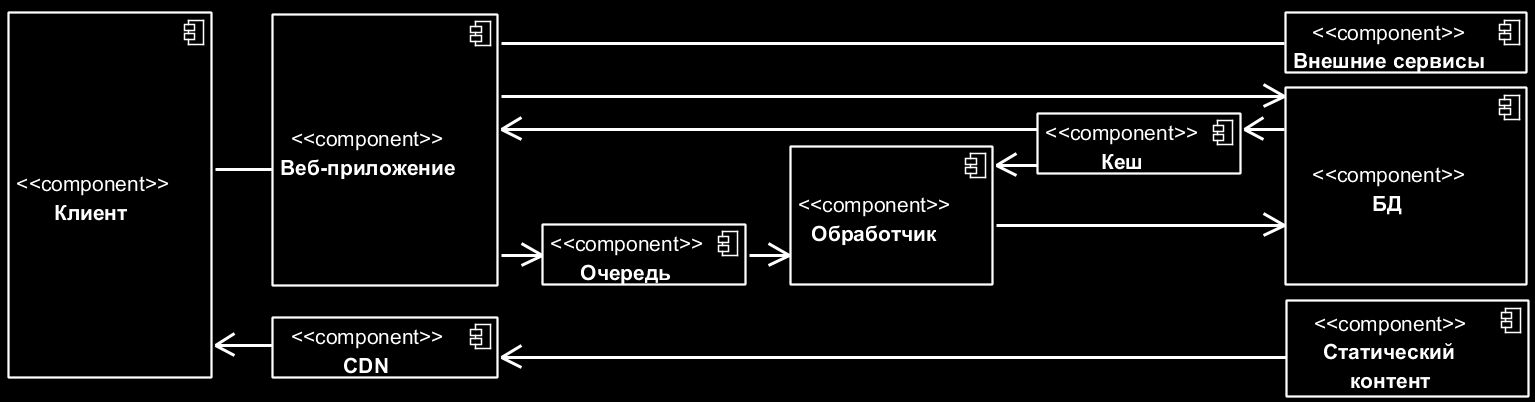 <<component>>
Клиент
<<component>>
Веб-приложение
<<component>>
Внешние сервисы
<<component>>
Кеш
<<component>>
БД
<<component>>
Обработчик
<<component>>
Очередь
<<component>>
CDN
<<component>>
Статический
контент